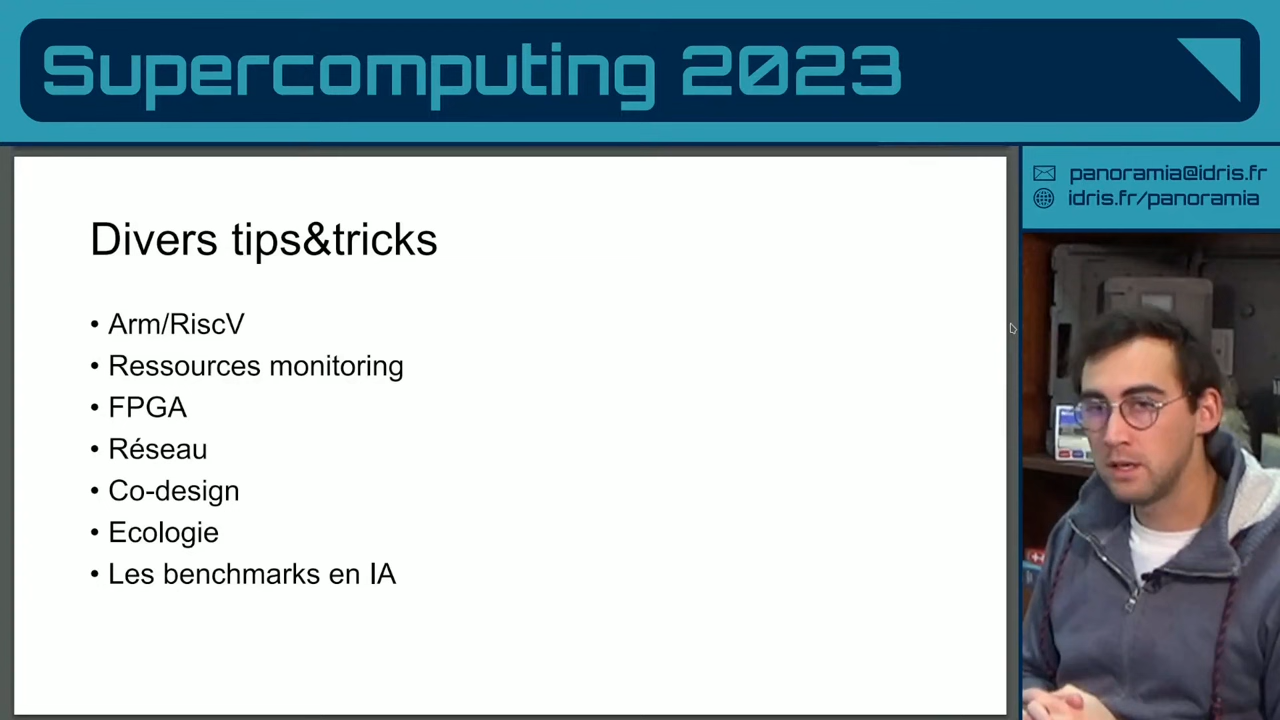 Supercomputing 2023
panoramia@idris.fr
idris.fr/panoramia
Divers tips&tricks
• Arm/RiscV
• Ressources monitoring
• FPGA
• Réseau
• Co-design
• Ecologie
• Les benchmarks en IA